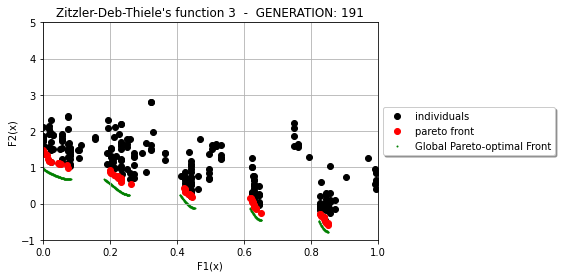 Zitzler-Deb-Thiele's function 3 - GENERATION: 191
5
4
3
2
1
0
−1
F2(x)
0.0 0.2 0.4 0.6 0.8 1.0
F1(x)
individuals
pareto front
Global Pareto-optimal Front